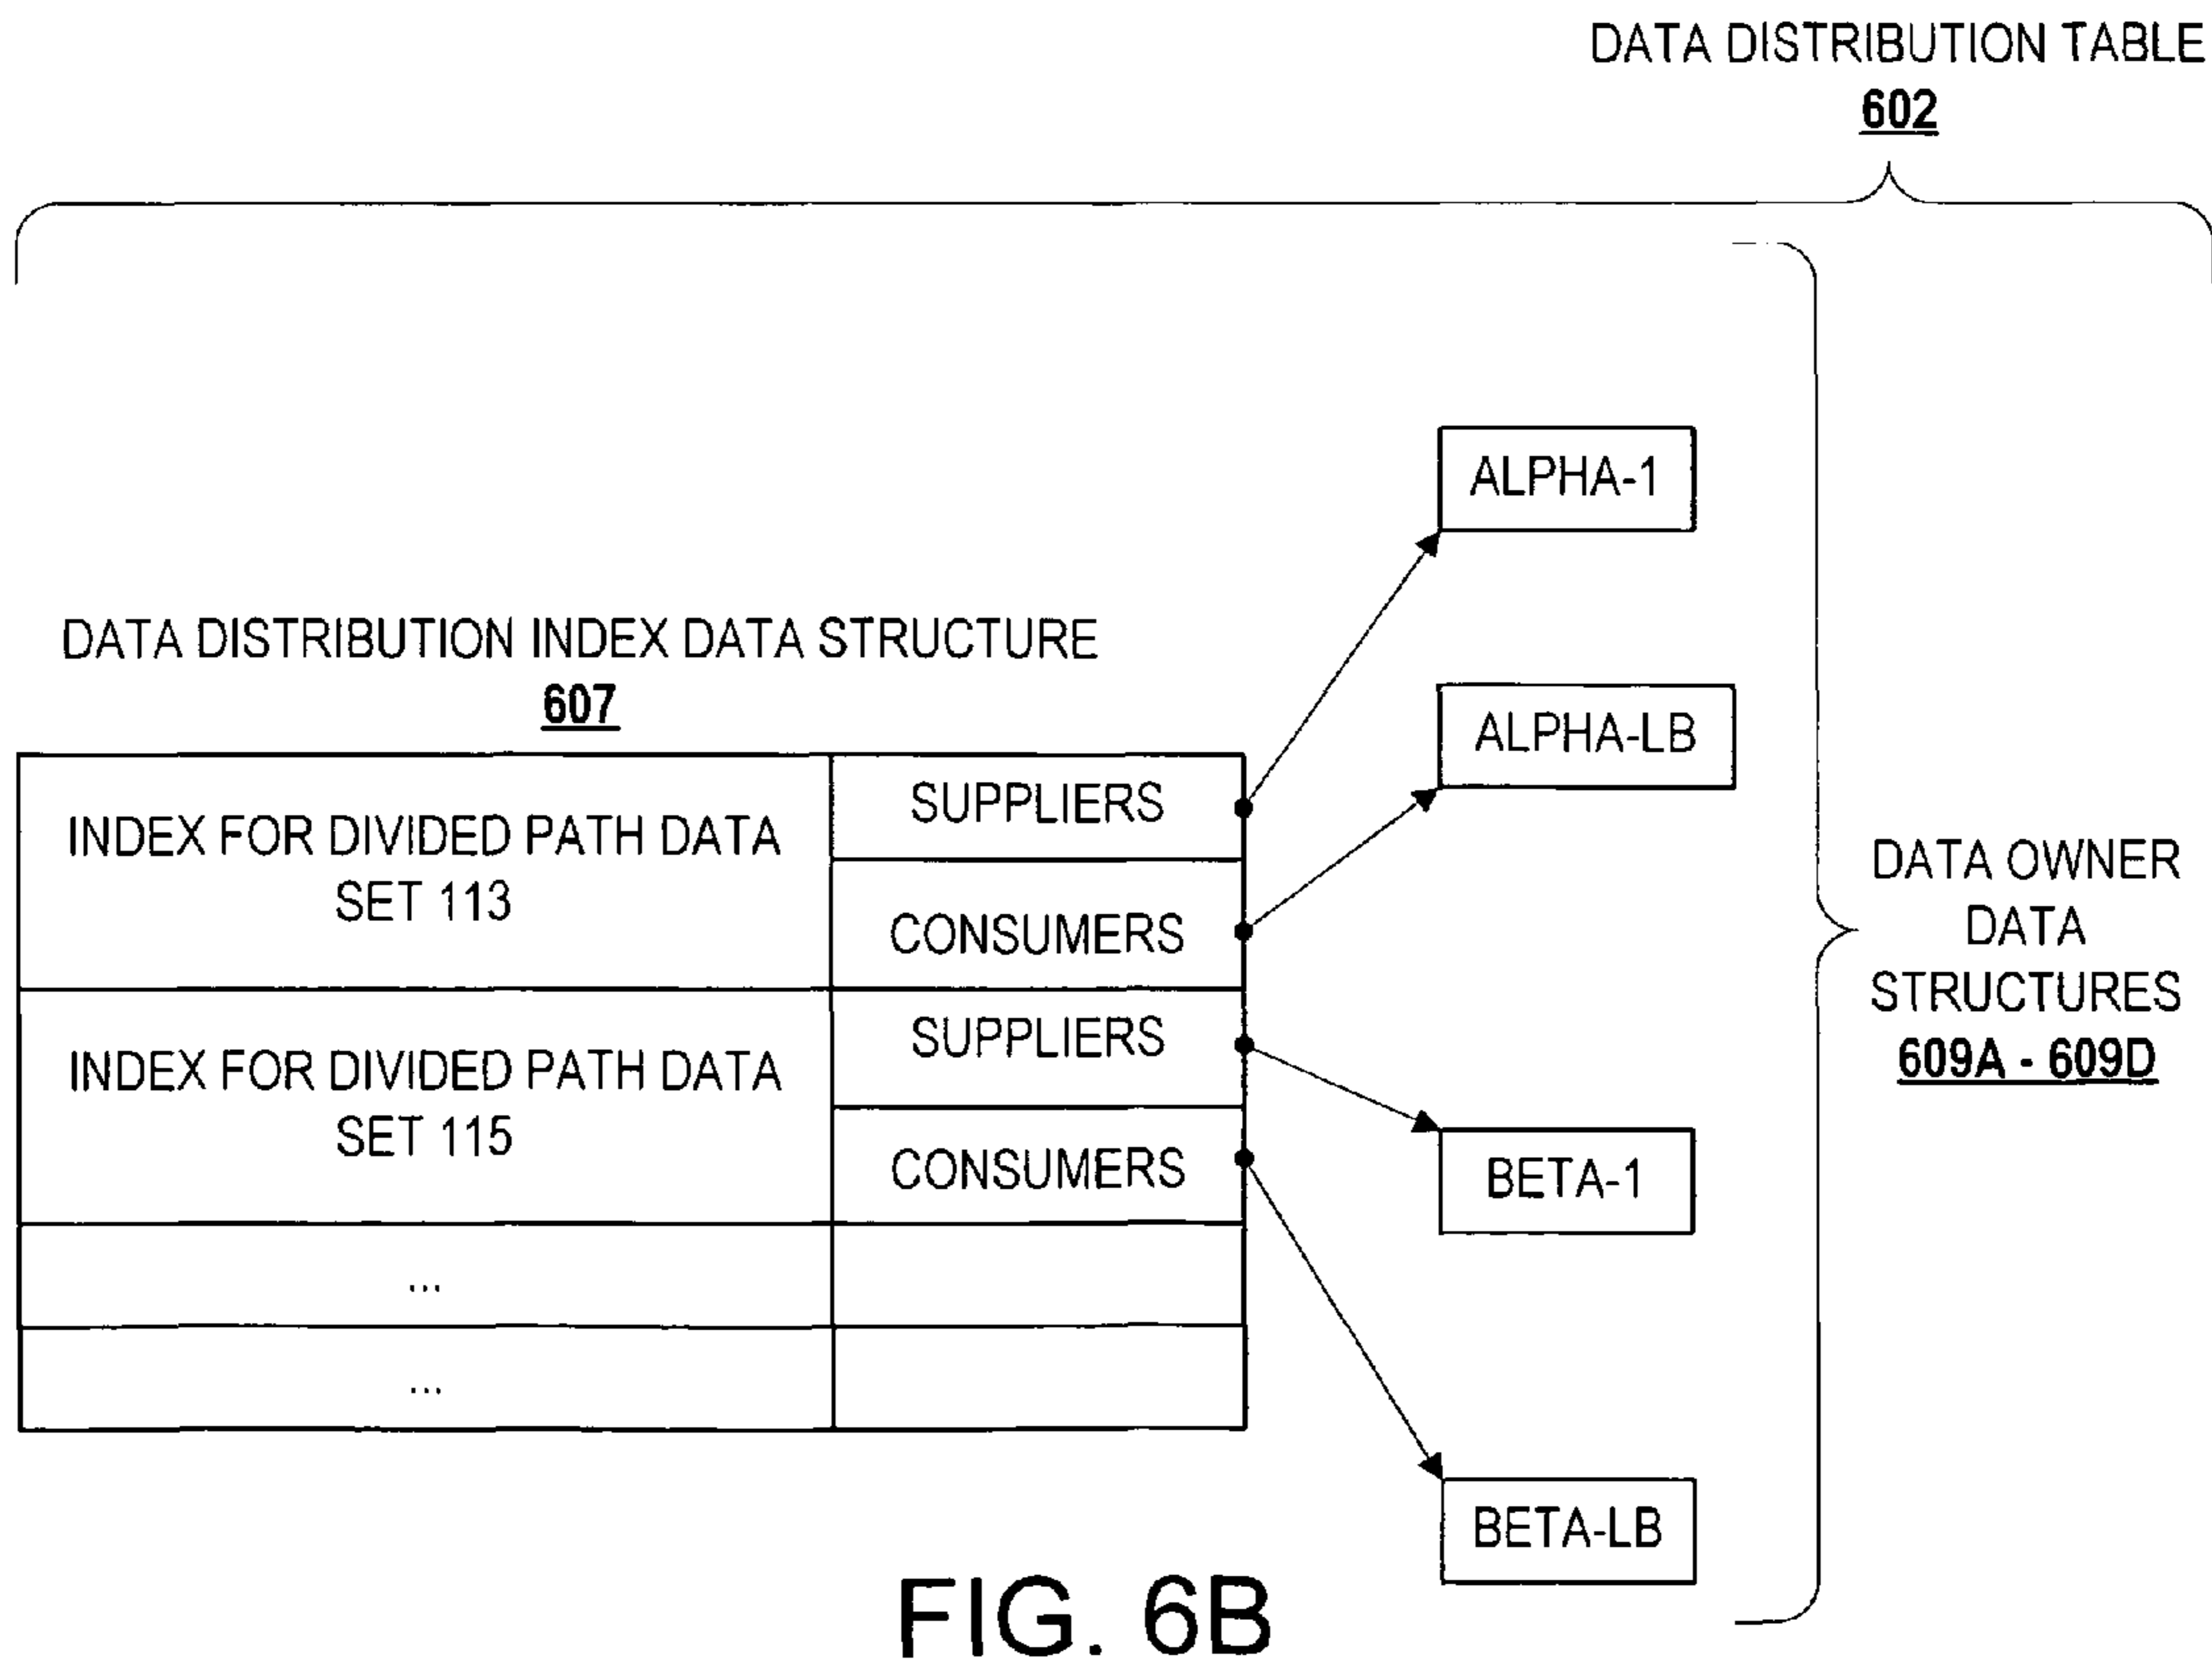 DATA DISTRIBUTION TABLE
602
ALPHA-1
DATA DISTRIBUTION INDEX DATA STRUCTURE
607
ALPHA-LB
INDEX FOR DIVIDED PATH DATA
SET 113
SUPPLIERS
CONSUMERS
INDEX FOR DIVIDED PATH DATA
SET 115
SUPPLIERS
CONSUMERS
...
...
BETA-1
BETA-LB
DATA OWNER
DATA
STRUCTURES
609A - 609D
FIG. 6B